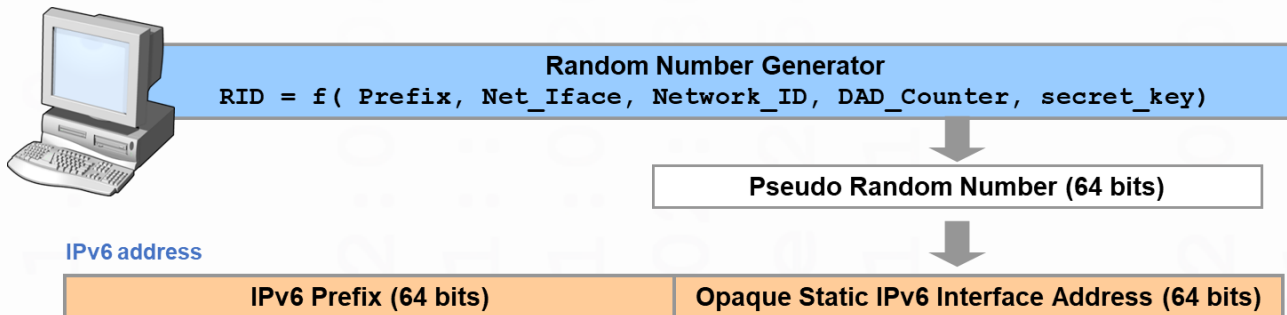 Random Number Generator
RID = f( Prefix, Net_Iface, Network_ID, DAD_Counter, secret_key)
Pseudo Random Number (64 bits)
IPv6 address
IPv6 Prefix (64 bits)
Opaque Static IPv6 Interface Address (64 bits)